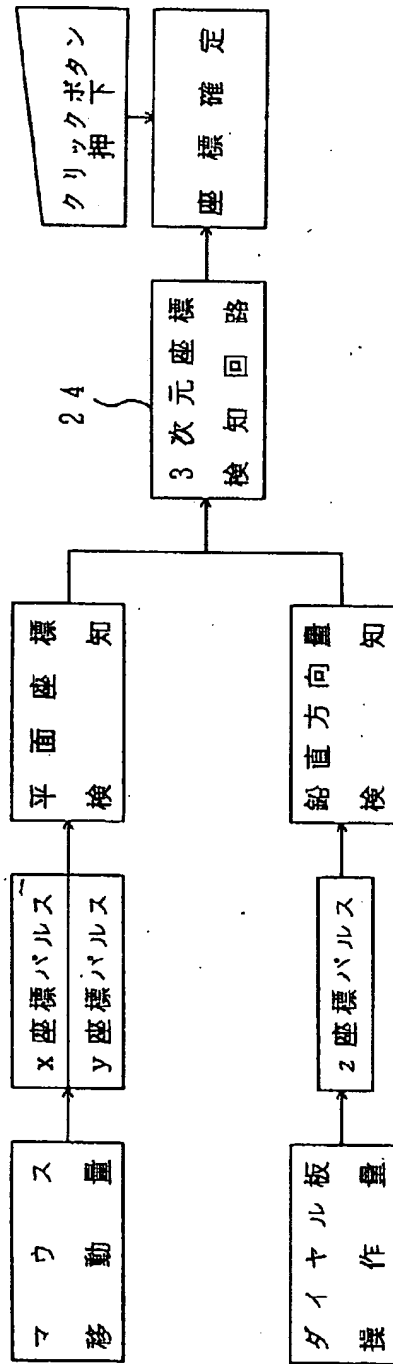 マウス
移動量
x座標パルス
y座標パルス
平面座標
検知
ダイヤル板
操作量
z座標パルス
鉛直方向量
検知
24
3次元座標
検知回路
クリックボタン
押下
座標確定